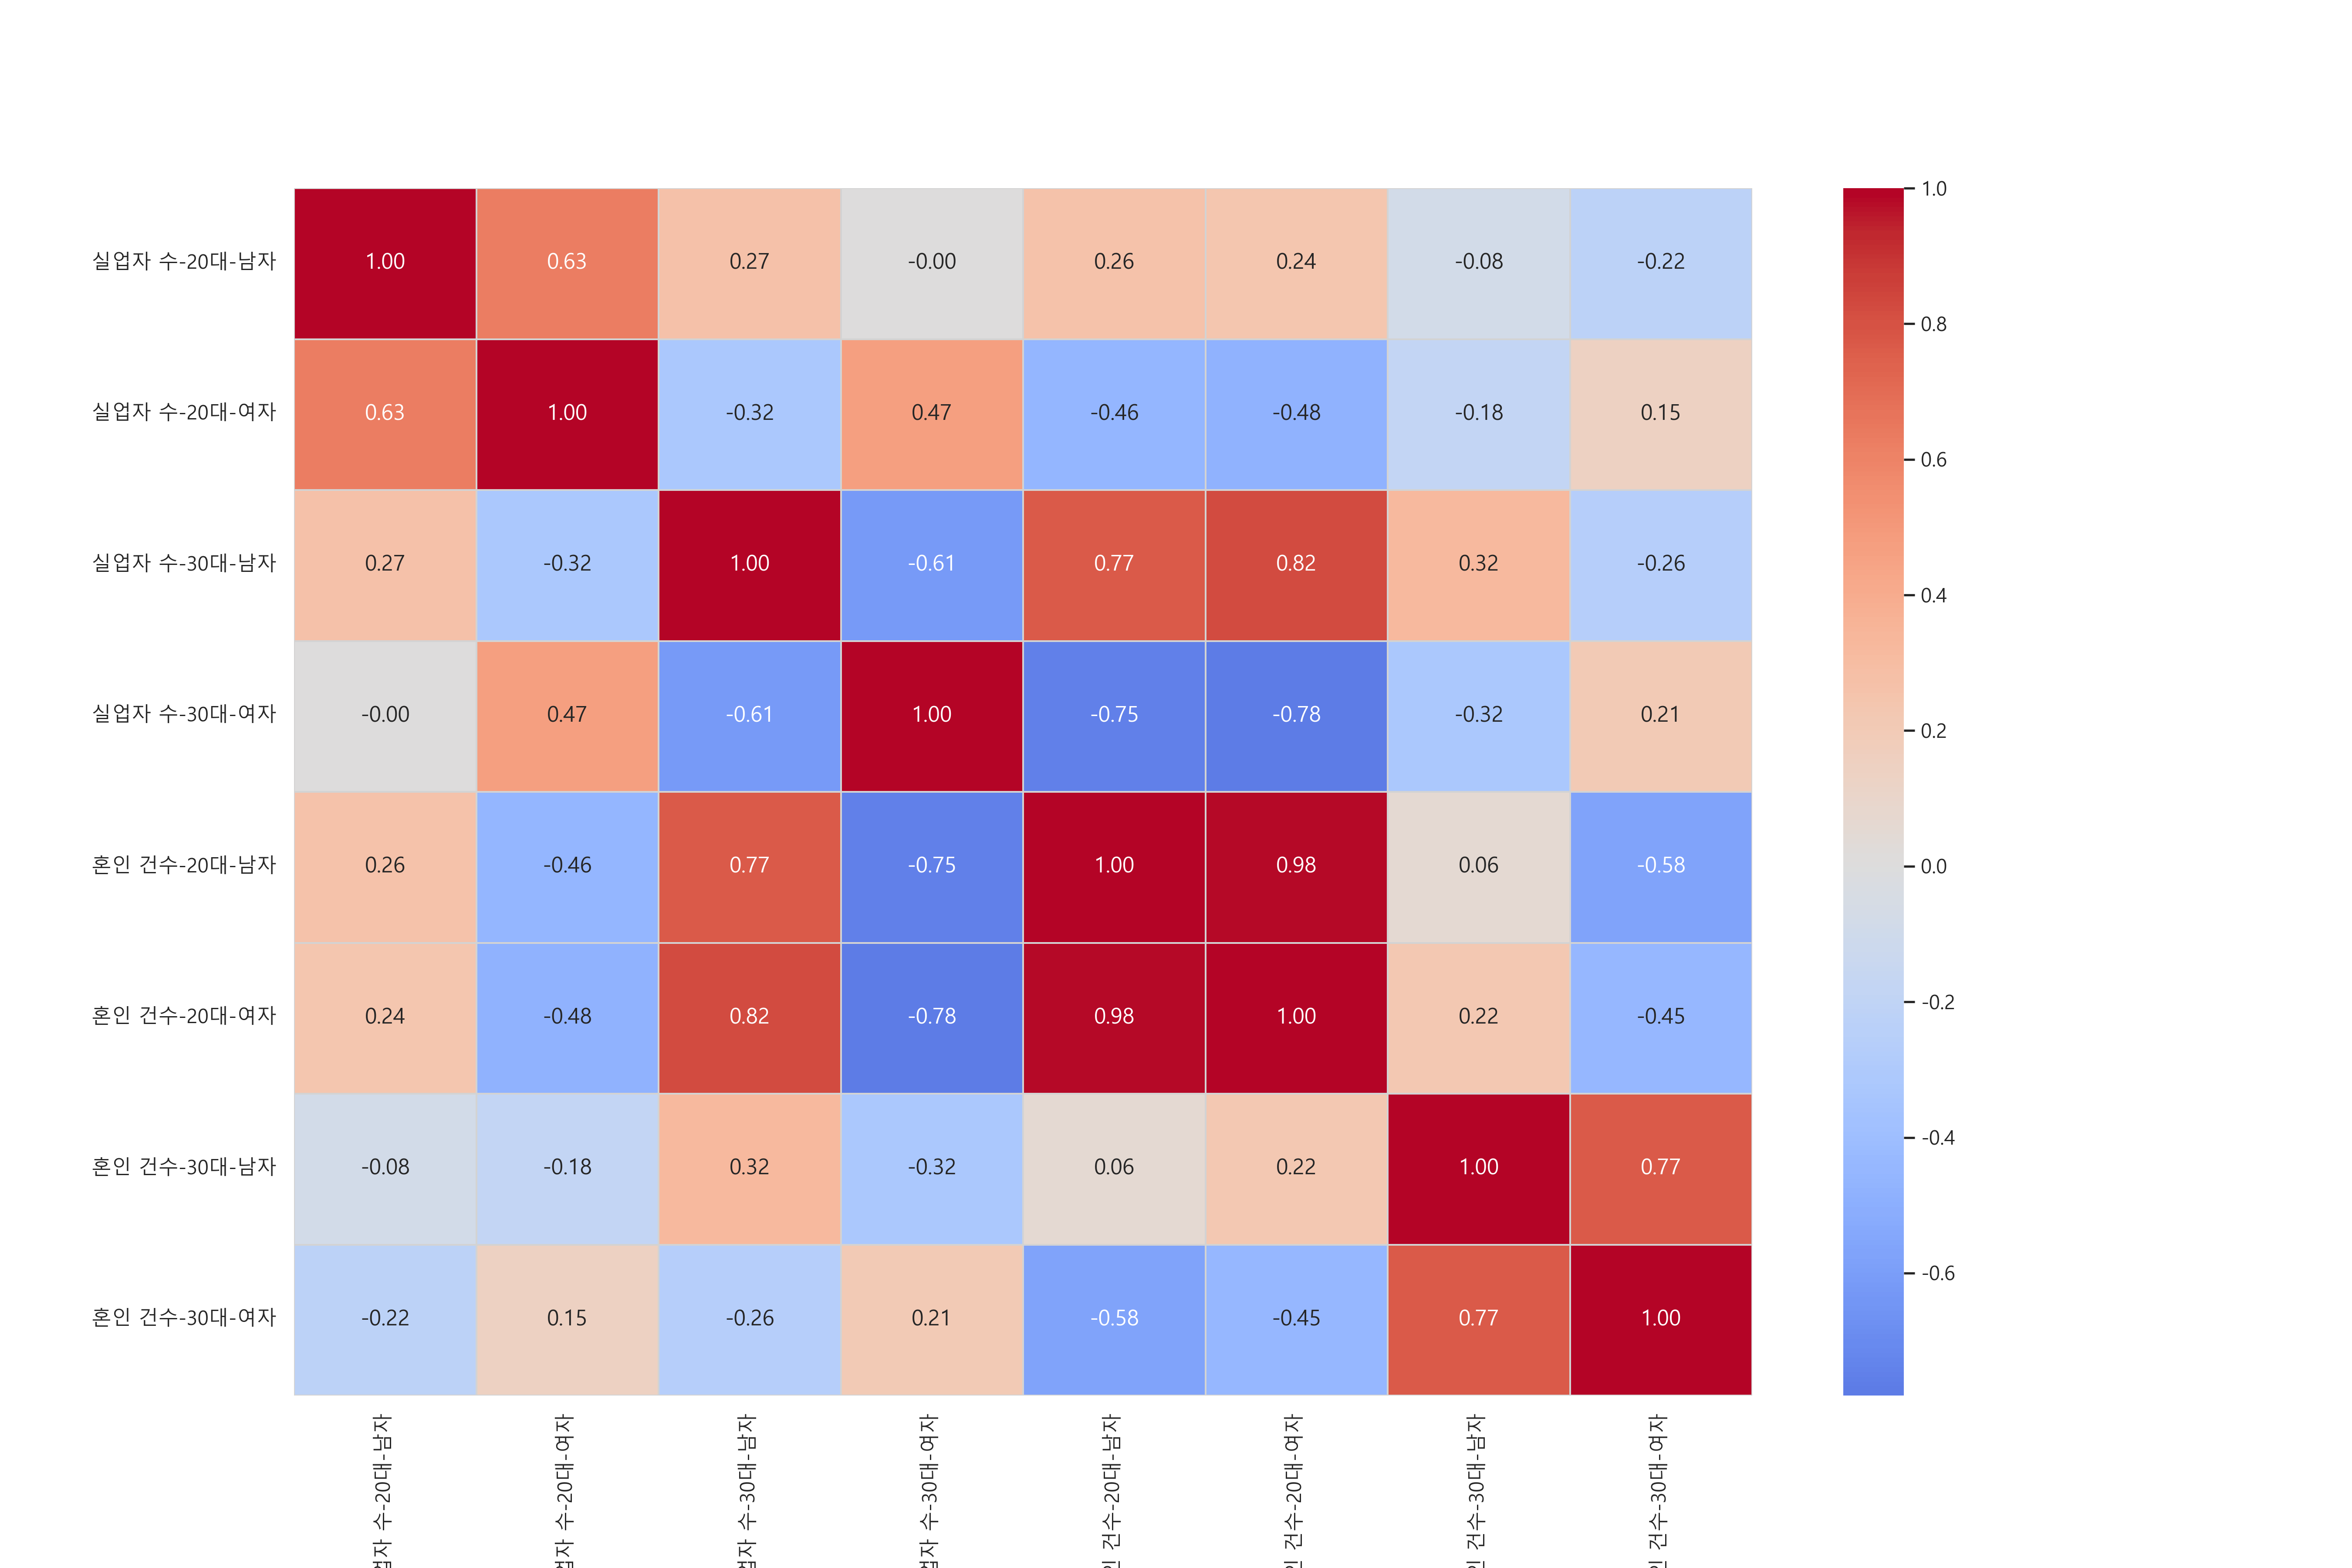 실업자 수-20대-남자 1.00 0.63 0.27 -0.00 0.26 0.24 -0.08 -0.22
실업자 수-20대-여자 0.63 1.00 -0.32 0.47 -0.46 -0.48 -0.18 0.15
실업자 수-30대-남자 0.27 -0.32 1.00 -0.61 0.77 0.82 0.32 -0.26
실업자 수-30대-여자 -0.00 0.47 -0.61 1.00 -0.75 -0.78 -0.32 0.21
혼인 건수-20대-남자 0.26 -0.46 0.77 -0.75 1.00 0.98 0.06 -0.58
혼인 건수-20대-여자 0.24 -0.48 0.82 -0.78 0.98 1.00 0.22 -0.45
혼인 건수-30대-남자 -0.08 -0.18 0.32 -0.32 0.06 0.22 1.00 0.77
혼인 건수-30대-여자 -0.22 0.15 -0.26 0.21 -0.58 -0.45 0.77 1.00
수-20대-남자
수-20대-여자
수-30대-남자
수-30대-여자
건수-20대-남자
건수-20대-여자
건수-30대-남자
건수-30대-여자
1.0
0.8
0.6
0.4
0.2
0.0
-0.2
-0.4
-0.6